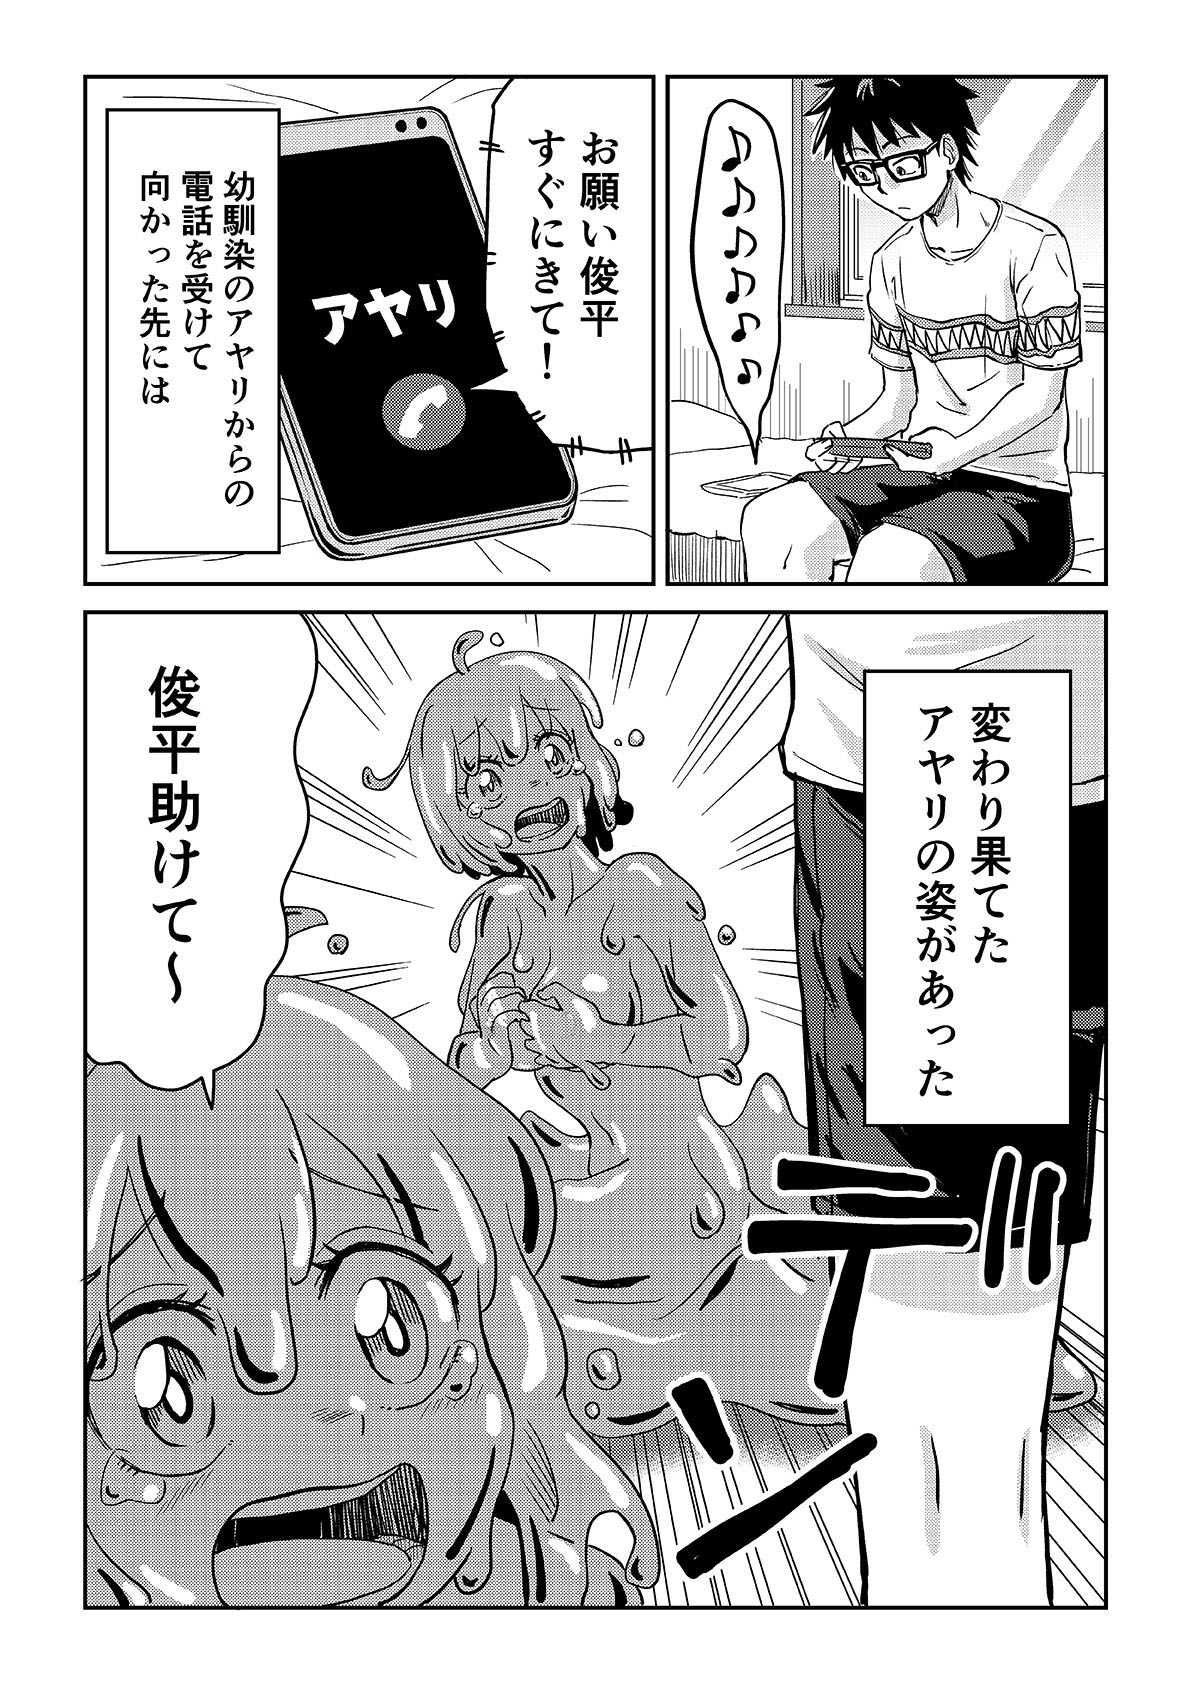 ♪♪♪♪♪♪
お願い俊平
すぐにきて！
アヤリ
幼馴染のアヤリからの
電話を受けて
向かった先には
変わり果てた
アヤリの姿があった
デロン
俊平助けて〜